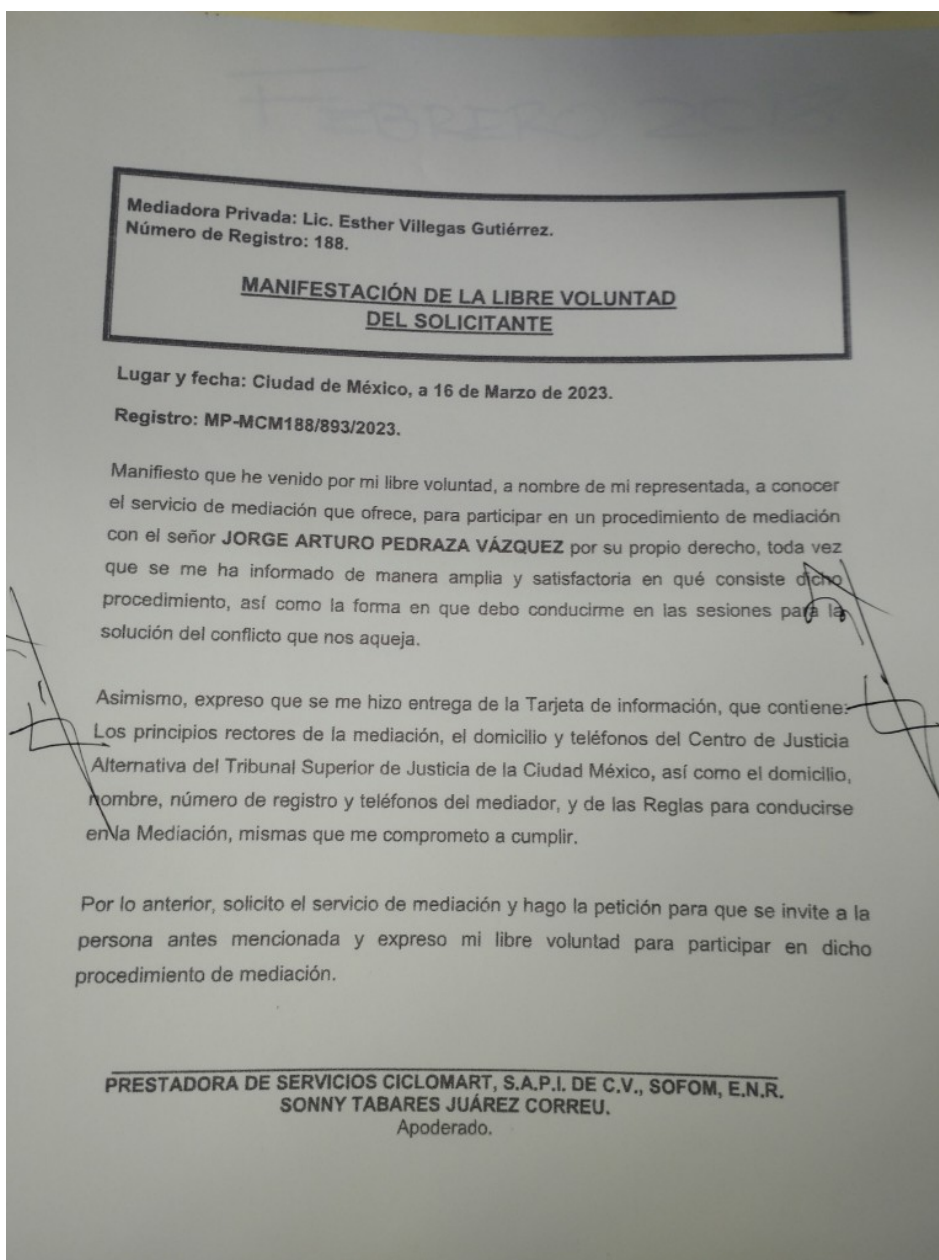 FEBRERO 2018
Mediadora Privada: Lic. Esther Villegas Gutiérrez.
Número de Registro: 188.
MANIFESTACIÓN DE LA LIBRE VOLUNTAD
DEL SOLICITANTE
Lugar y fecha: Ciudad de México, a 16 de Marzo de 2023.
Registro: MP-MCM188/893/2023.
Manifiesto que he venido por mi libre voluntad, a nombre de mi representada, a conocer
el servicio de mediación que ofrece, para participar en un procedimiento de mediación
con el señor JORGE ARTURO PEDRAZA VÁZQUEZ por su propio derecho, toda vez
que se me ha informado de manera amplia y satisfactoria en qué consiste dicho
procedimiento, así como la forma en que debo conducirme en las sesiones para la
solución del conflicto que nos aqueja.
Asimismo, expreso que se me hizo entrega de la Tarjeta de información, que contiene:
Los principios rectores de la mediación, el domicilio y teléfonos del Centro de Justicia
Alternativa del Tribunal Superior de Justicia de la Ciudad México, así como el domicilio,
nombre, número de registro y teléfonos del mediador, y de las Reglas para conducirse
en la Mediación, mismas que me comprometo a cumplir.
Por lo anterior, solicito el servicio de mediación y hago la petición para que se invite a la
persona antes mencionada y expreso mi libre voluntad para participar en dicho
procedimiento de mediación.
PRESTADORA DE SERVICIOS CICLOMART, S.A.P.I. DE C.V., SOFOM, E.N.R.
SONNY TABARES JUÁREZ CORREU.
Apoderado.